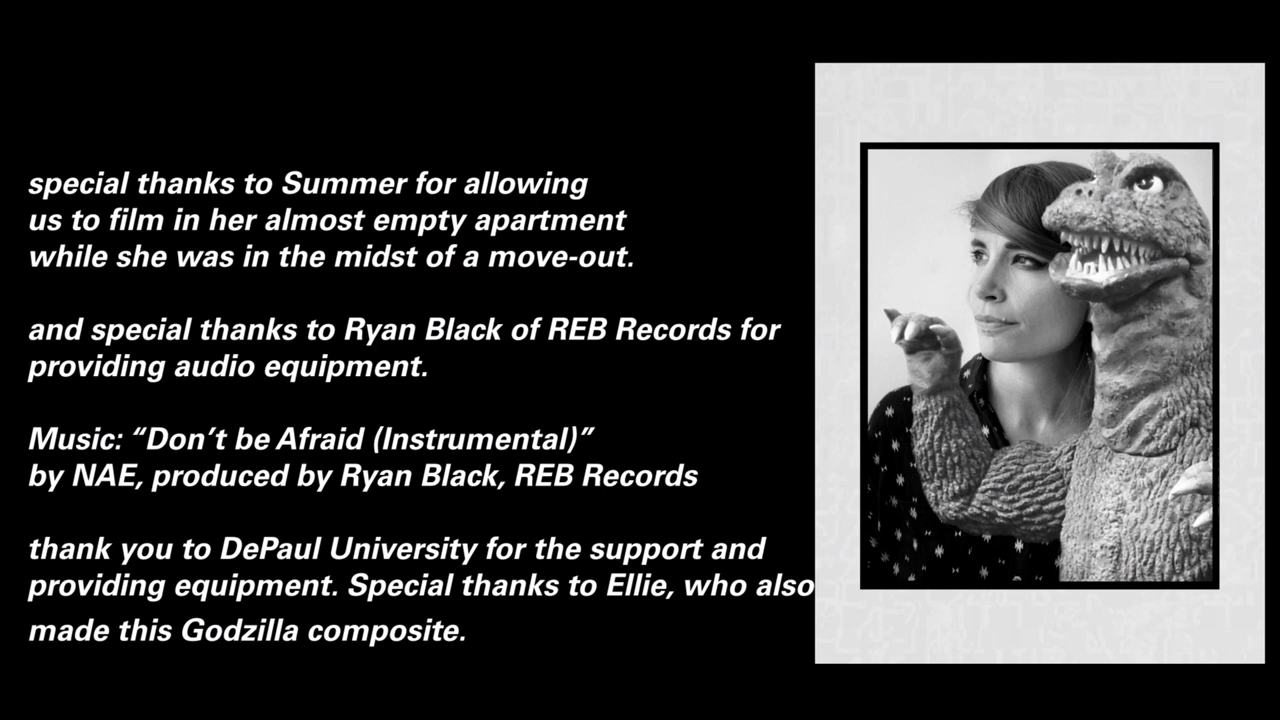 special thanks to Summer for allowing
us to film in her almost empty apartment
while she was in the midst of a move-out.
and special thanks to Ryan Black of REB Records for
providing audio equipment.
Music: “Don’t be Afraid (Instrumental)”
by NAE, produced by Ryan Black, REB Records
thank you to DePaul University for the support and
providing equipment. Special thanks to Ellie, who also
made this Godzilla composite.